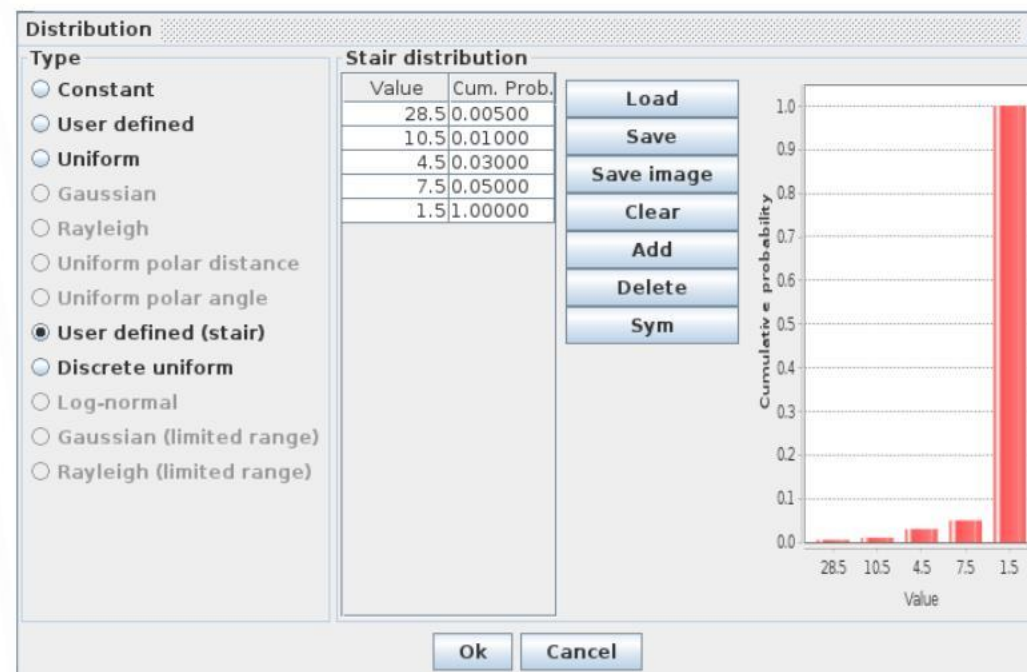 Distribution
Type
Constant
User defined
Uniform
Gaussian
Rayleigh
Uniform polar distance
Uniform polar angle
User defined (stair)
Discrete uniform
Log-normal
Gaussian (limited range)
Rayleigh (limited range)
Stair distribution
Value Cum. Prob.
28.5 0.00500
10.5 0.01000
4.5 0.03000
7.5 0.05000
1.5 1.00000
Load
Save
Save image
Clear
Add
Delete
Sym
Cumulative probability
1.0
0.9
0.8
0.7
0.6
0.5
0.4
0.3
0.2
0.1
0.0
28.5 10.5 4.5 7.5 1.5
Value
Ok Cancel